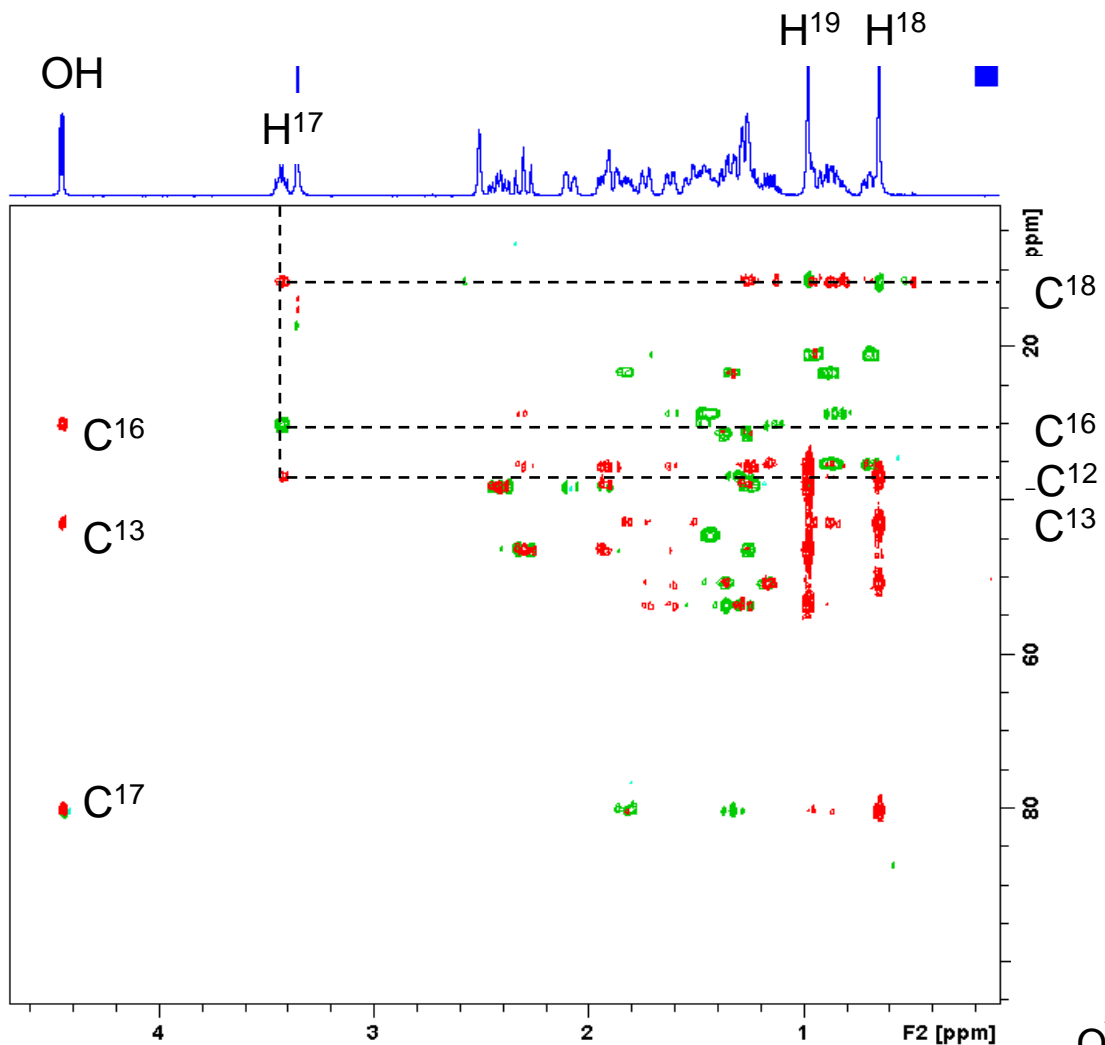 H¹⁹ H¹⁸
OH
H¹⁷
[ppm]
C¹⁸
20
C¹⁶ C¹⁶
-C¹²
C¹³ C¹³
60
C¹⁷ 80
4 3 2 1 F2 [ppm]
O